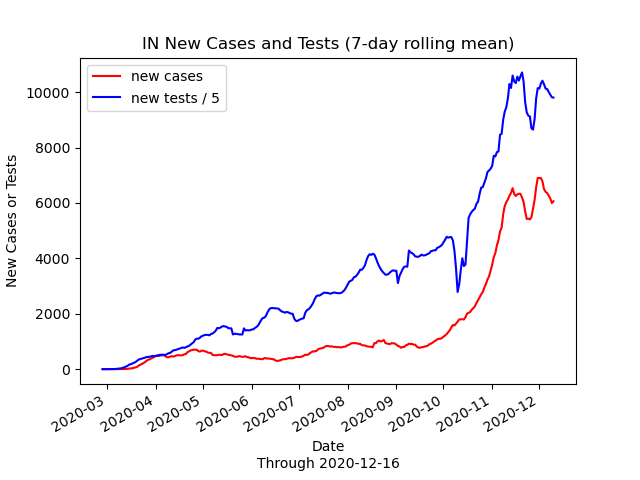 IN New Cases and Tests (7-day rolling mean)
new cases
new tests / 5
10000
8000
6000
4000
2000
0
New Cases or Tests
2020-03
2020-04
2020-05
2020-06
2020-07
2020-08
2020-09
2020-10
2020-11
2020-12
Date
Through 2020-12-16